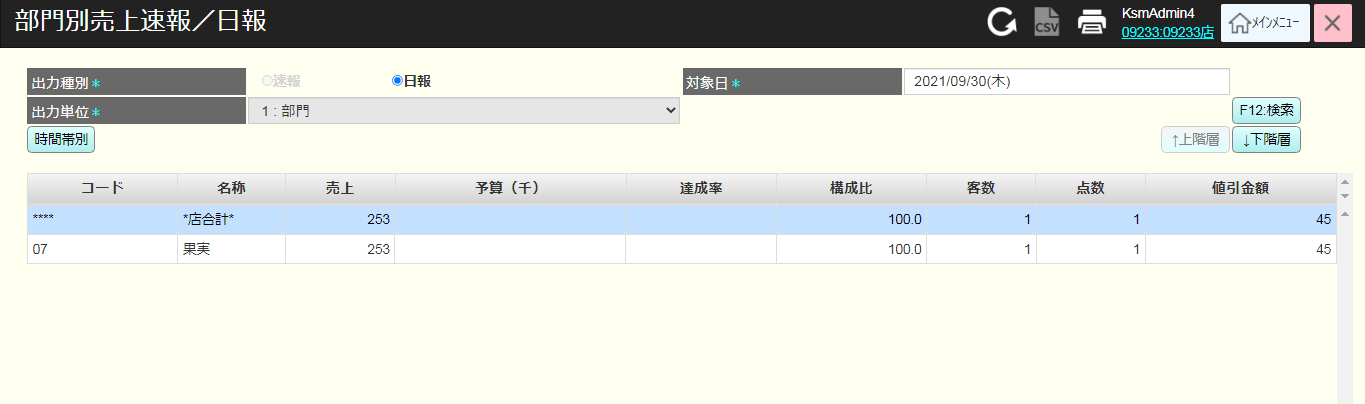 部門別売上速報／日報
CSV
KsmAdmin4
09233:09233店
ﾒｲﾝﾒﾆｭｰ
出力種別＊ 速報 日報 対象日＊ 2021/09/30(木)
出力単位＊ 1 : 部門 F12:検索
時間帯別 ↑上階層 ↓下階層
コード 名称 売上 予算（千） 達成率 構成比 客数 点数 値引金額
**** *店合計* 253 100.0 1 1 45
07 果実 253 100.0 1 1 45